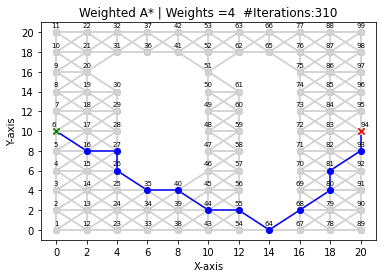 Weighted A* | Weights =4 #Iterations:310
20 11 22 32 37 42 53 63 66 77 88 99
18 10 21 31 36 41 52 62 65 76 87 98
16 9 20 51 75 86 97
14 8 19 30 50 61 74 85 96
12 7 18 29 49 60 73 84 95
10 6 17 28 48 59 72 83 94
8 5 16 27 47 58 71 82 93
6 4 15 26 46 57 70 81 92
4 3 14 25 35 40 45 56 69 80 91
2 2 13 24 34 39 44 55 68 79 90
0 1 12 23 33 38 43 54 64 67 78 89
Y-axis
0 2 4 6 8 10 12 14 16 18 20
X-axis